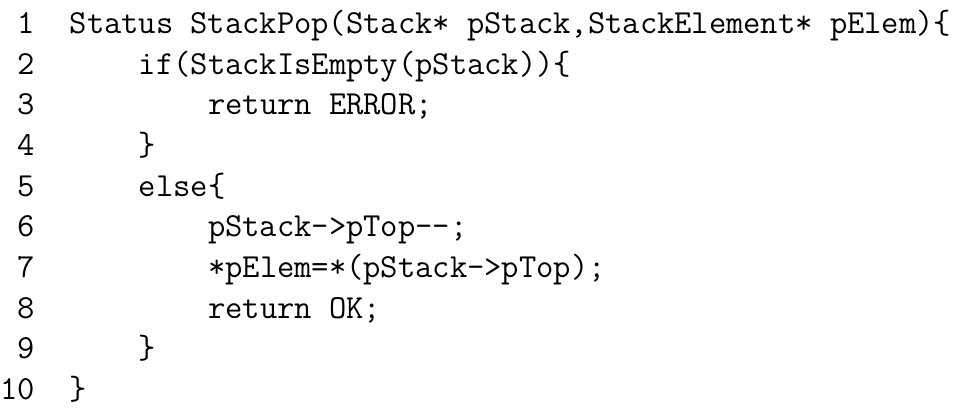 1 Status StackPop(Stack* pStack,StackElement* pElem){
2     if(StackIsEmpty(pStack)){
3         return ERROR;
4     }
5     else{
6         pStack->pTop--;
7         *pElem=*(pStack->pTop);
8         return OK;
9     }
10 }